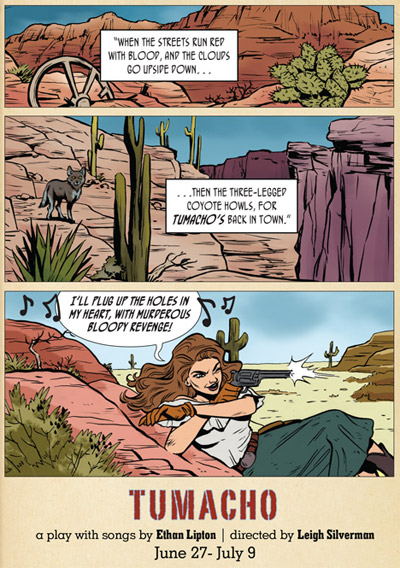 "WHEN THE STREETS RUN RED
WITH BLOOD, AND THE CLOUDS
GO UPSIDE DOWN. . .
. . .THEN THE THREE-LEGGED
COYOTE HOWLS, FOR
TUMACHO'S BACK IN TOWN."
I'LL PLUG UP THE HOLES IN
MY HEART, WITH MURDEROUS
BLOODY REVENGE!
TUMACHO
a play with songs by Ethan Lipton | directed by Leigh Silverman
June 27- July 9